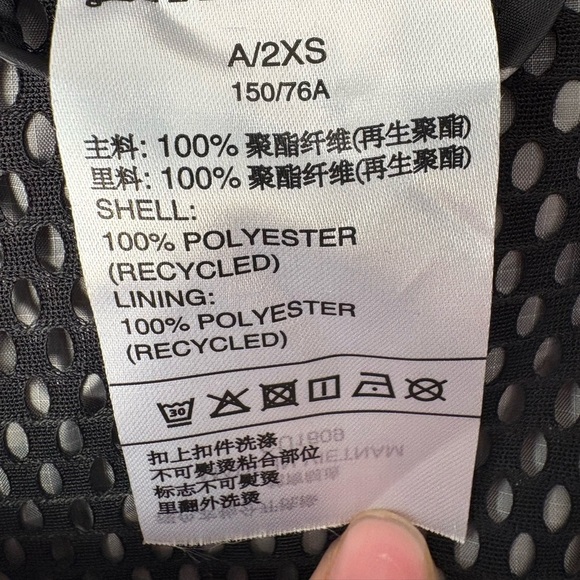 A/2XS
150/76A
主料: 100% 聚酯纤维(再生聚酯)
里料: 100% 聚酯纤维(再生聚酯)
SHELL:
100% POLYESTER
(RECYCLED)
LINING:
100% POLYESTER
(RECYCLED)
30
扣上扣件洗涤
不可熨烫粘合部位
标志不可熨烫
里翻外洗烫